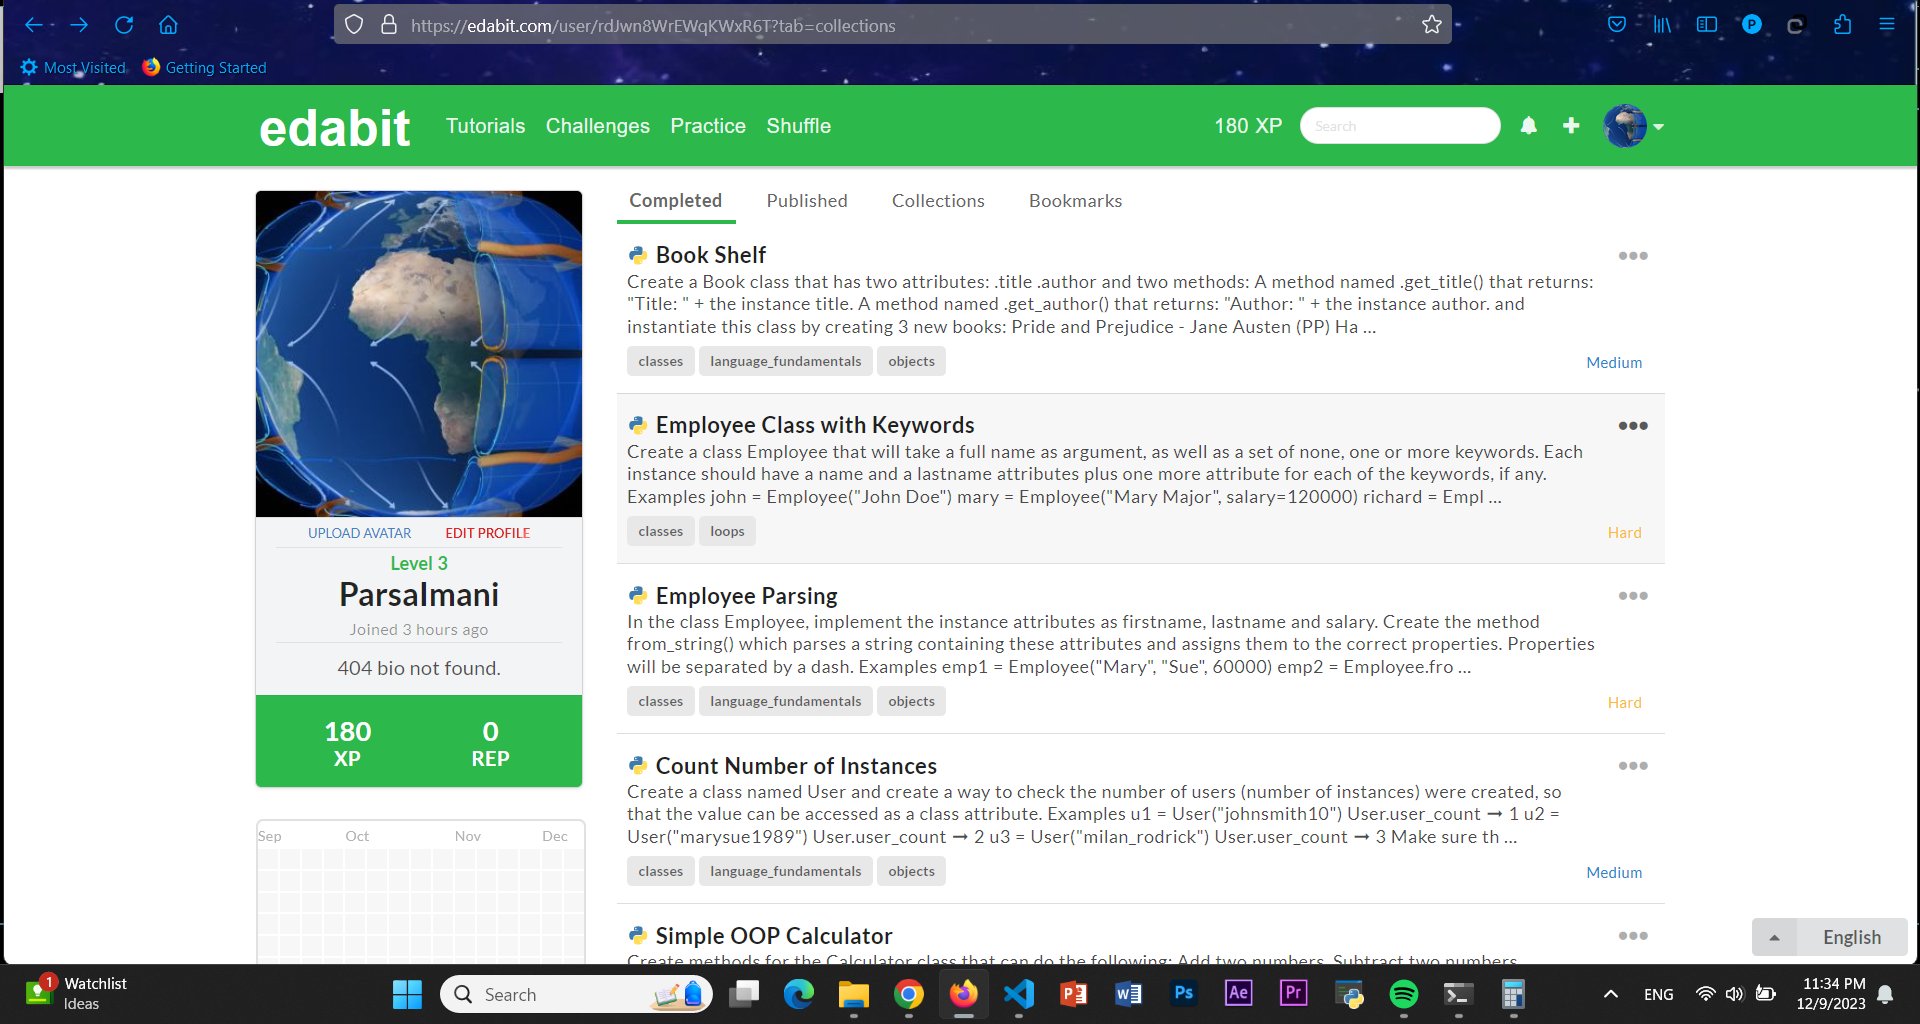 https://edabit.com/user/rdJwn8WrEWqKWxR6T?tab=collections
Most Visited Getting Started
edabit Tutorials Challenges Practice Shuffle 180 XP Search
Completed Published Collections Bookmarks
Book Shelf
Create a Book class that has two attributes: .title .author and two methods: A method named .get_title() that returns:
"Title: " + the instance title. A method named .get_author() that returns: "Author: " + the instance author. and
instantiate this class by creating 3 new books: Pride and Prejudice - Jane Austen (PP) Ha ...
classes language_fundamentals objects
Medium
Employee Class with Keywords
Create a class Employee that will take a full name as argument, as well as a set of none, one or more keywords. Each
instance should have a name and a lastname attributes plus one more attribute for each of the keywords, if any.
Examples john = Employee("John Doe") mary = Employee("Mary Major", salary=120000) richard = Empl ...
classes loops
Hard
Employee Parsing
In the class Employee, implement the instance attributes as firstname, lastname and salary. Create the method
from_string() which parses a string containing these attributes and assigns them to the correct properties. Properties
will be separated by a dash. Examples emp1 = Employee("Mary", "Sue", 60000) emp2 = Employee.fro ...
classes language_fundamentals objects
Hard
Count Number of Instances
Create a class named User and create a way to check the number of users (number of instances) were created, so
that the value can be accessed as a class attribute. Examples u1 = User("johnsmith10") User.user_count ➞ 1 u2 =
User("marysue1989") User.user_count ➞ 2 u3 = User("milan_rodrick") User.user_count ➞ 3 Make sure th ...
classes language_fundamentals objects
Medium
Simple OOP Calculator
Create methods for the Calculator class that can do the following: Add two numbers. Subtract two numbers.
UPLOAD AVATAR EDIT PROFILE
Level 3
ParsaImani
Joined 3 hours ago
404 bio not found.
180 0
XP REP
Sep Oct Nov Dec
English
1
Watchlist
Ideas
Search
P
C
Ps
Ae
Pr
ENG
11:34 PM
12/9/2023